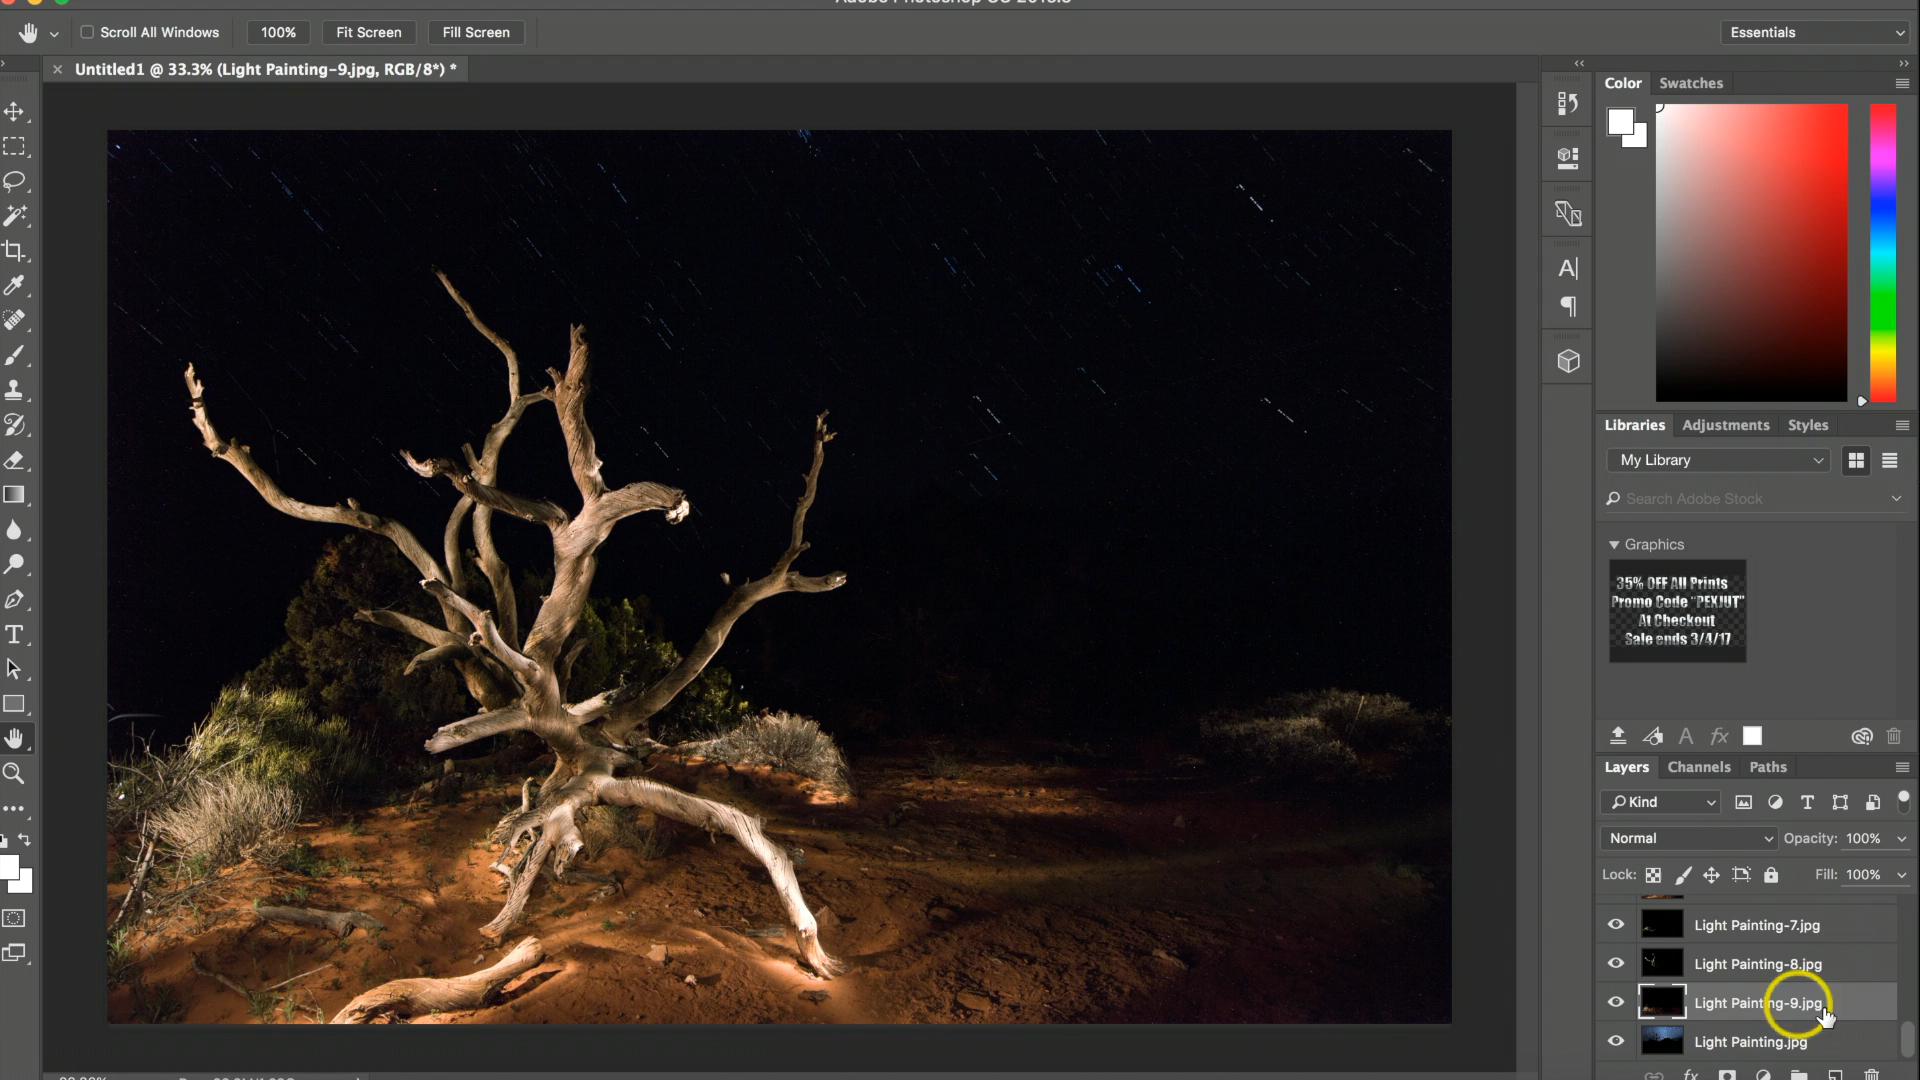 Scroll All Windows
100%
Fit Screen
Fill Screen
Essentials
Untitled1 @ 33.3% (Light Painting-9.jpg, RGB/8*) *
Color
Swatches
Libraries
Adjustments
Styles
My Library
Search Adobe Stock
Graphics
35% OFF All Prints
Promo Code "PEXJUT"
At Checkout
Sale ends 3/4/17
Layers
Channels
Paths
Kind
Normal
Opacity: 100%
Lock:
Fill: 100%
Light Painting-7.jpg
Light Painting-8.jpg
Light Painting-9.jpg
Light Painting.jpg